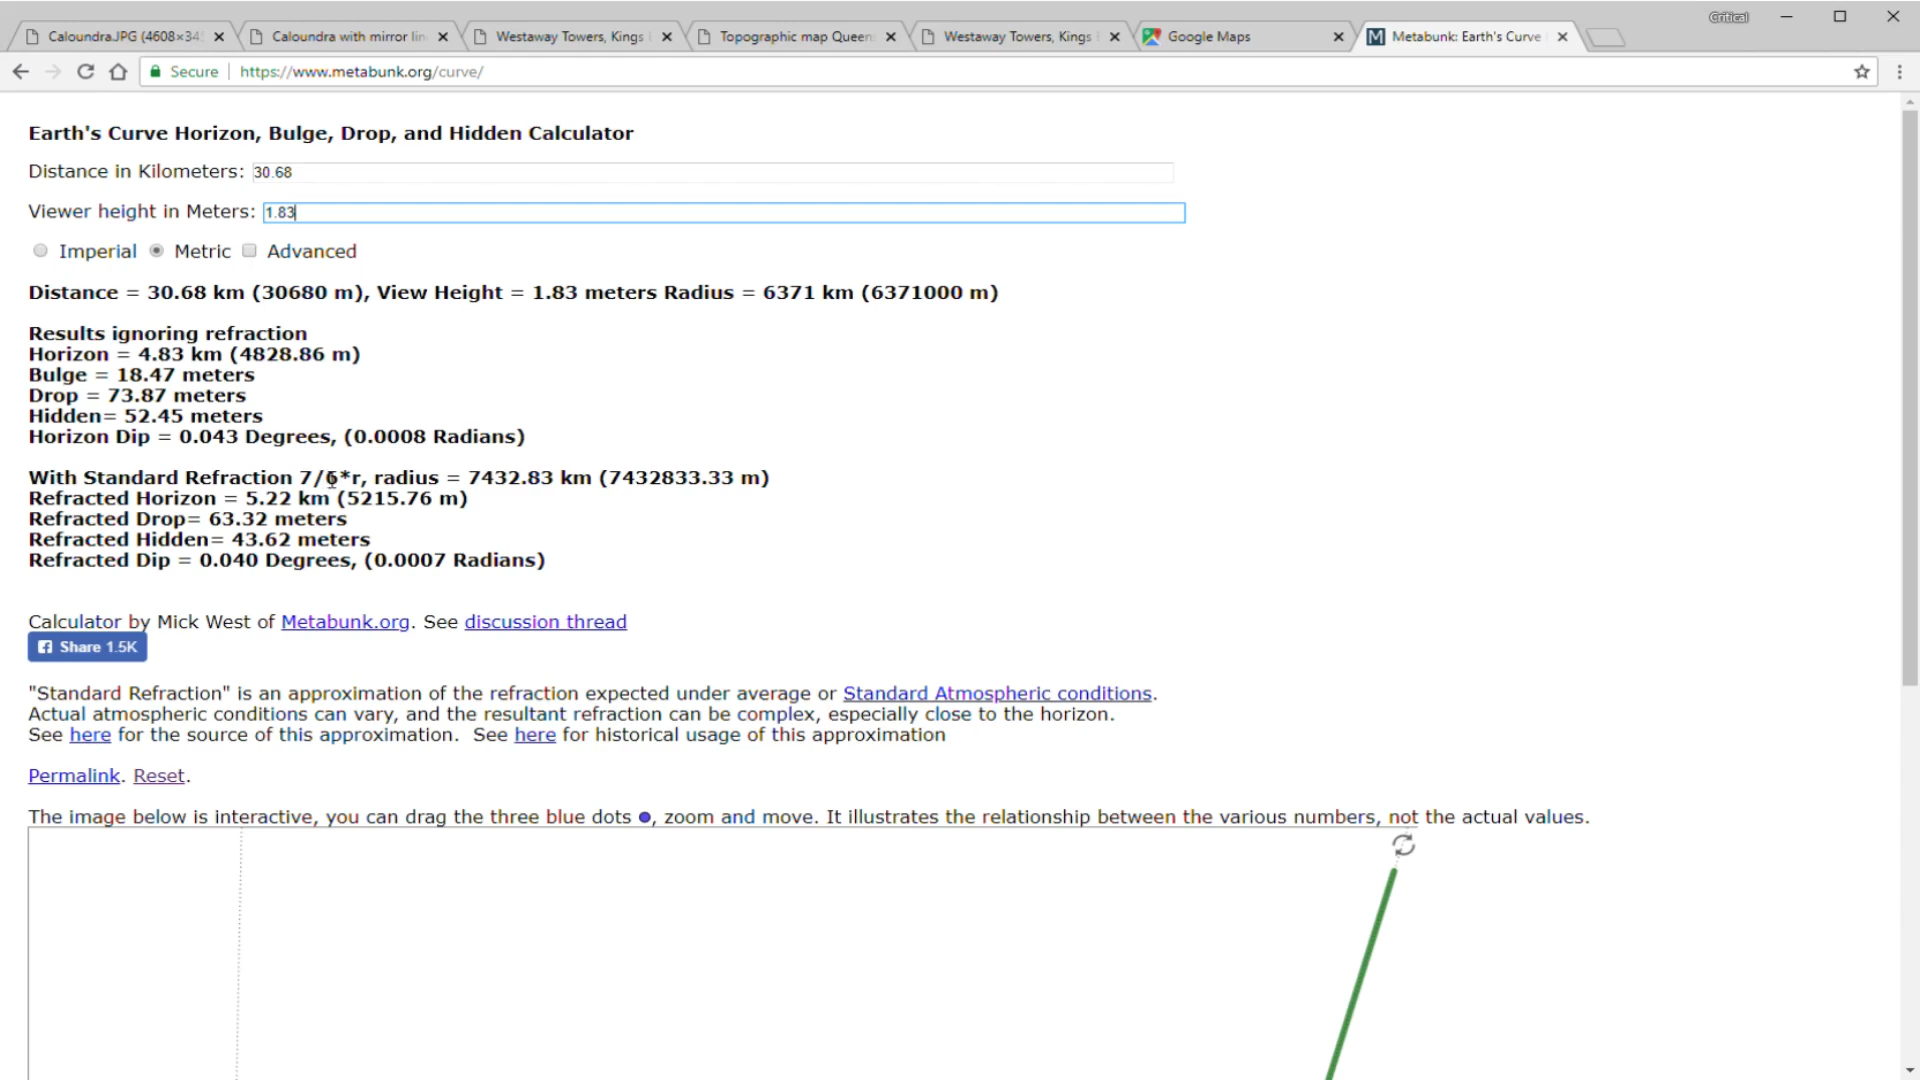 Critical
Caloundra.JPG (4608×345
Caloundra with mirror lin
Westaway Towers, Kings
Topographic map Queen
Westaway Towers, Kings
Google Maps
Metabunk: Earth's Curve
Secure
https://www.metabunk.org/curve/
Earth's Curve Horizon, Bulge, Drop, and Hidden Calculator
Distance in Kilometers: 30.68
Viewer height in Meters: 1.83
Imperial Metric Advanced
Distance = 30.68 km (30680 m), View Height = 1.83 meters Radius = 6371 km (6371000 m)
Results ignoring refraction
Horizon = 4.83 km (4828.86 m)
Bulge = 18.47 meters
Drop = 73.87 meters
Hidden= 52.45 meters
Horizon Dip = 0.043 Degrees, (0.0008 Radians)
With Standard Refraction 7/6*r, radius = 7432.83 km (7432833.33 m)
Refracted Horizon = 5.22 km (5215.76 m)
Refracted Drop= 63.32 meters
Refracted Hidden= 43.62 meters
Refracted Dip = 0.040 Degrees, (0.0007 Radians)
Calculator by Mick West of Metabunk.org. See discussion thread
Share 1.5K
"Standard Refraction" is an approximation of the refraction expected under average or Standard Atmospheric conditions.
Actual atmospheric conditions can vary, and the resultant refraction can be complex, especially close to the horizon.
See here for the source of this approximation. See here for historical usage of this approximation
Permalink. Reset.
The image below is interactive, you can drag the three blue dots , zoom and move. It illustrates the relationship between the various numbers, not the actual values.